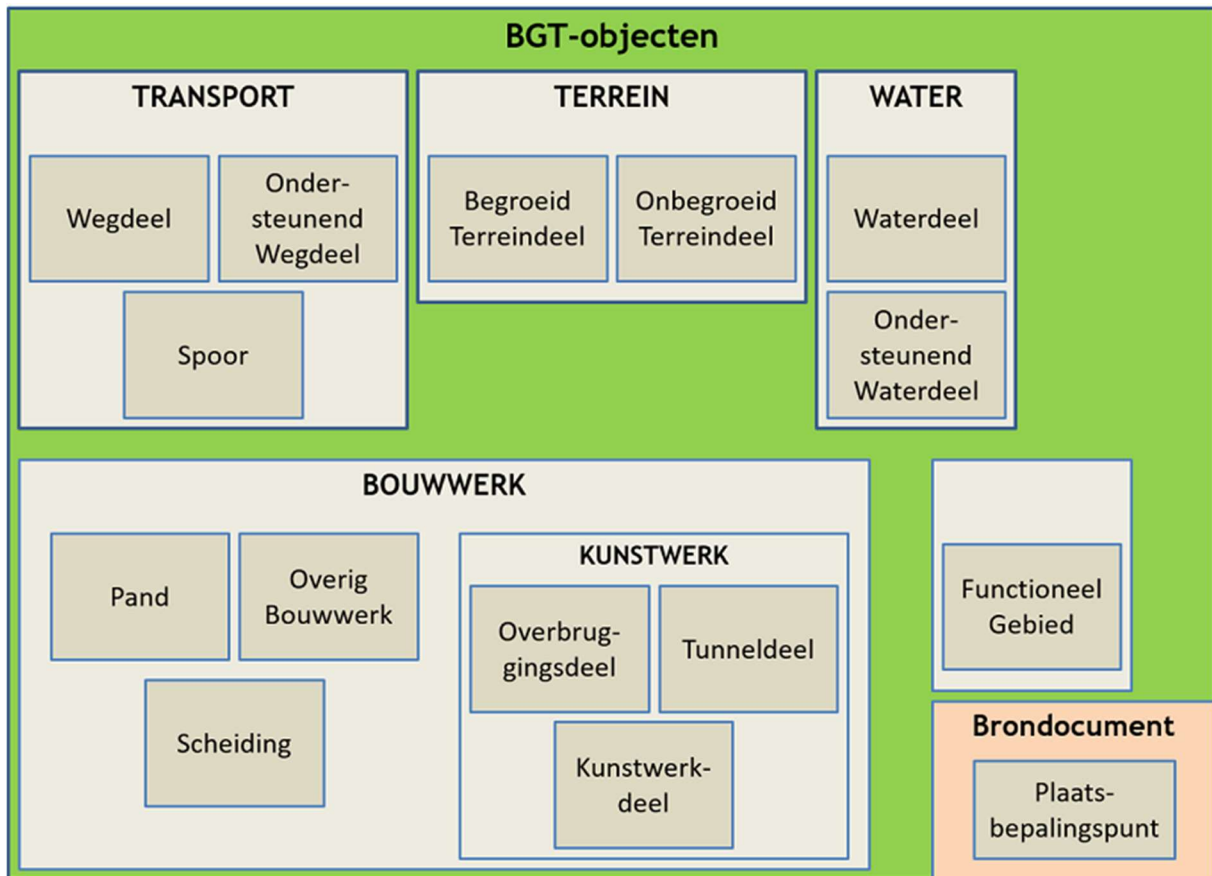 BGT-objecten
TRANSPORT
Wegdeel
Onder-
steunend
Wegdeel
Spoor
TERREIN
Begroeid
Terreindeel
Onbegroeid
Terreindeel
WATER
Waterdeel
Onder-
steunend
Waterdeel
BOUWWERK
Pand
Overig
Bouwwerk
Scheiding
KUNSTWERK
Overbrug-
gingsdeel
Tunneldeel
Kunstwerk-
deel
Functioneel
Gebied
Brondocument
Plaats-
bepalingspunt